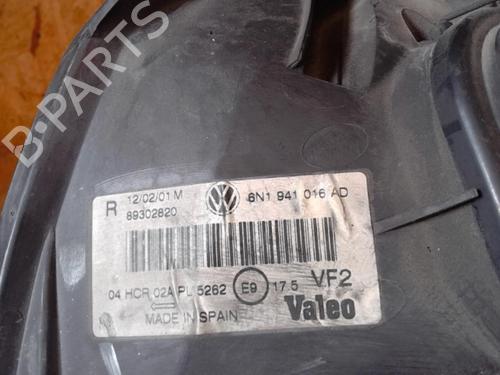 B-PARTS
R 12/02/01 M 6N1 941 016 AD
89302820
04 HCR 02A PL 5262 E9 17.5 VF2
MADE IN SPAIN Valeo